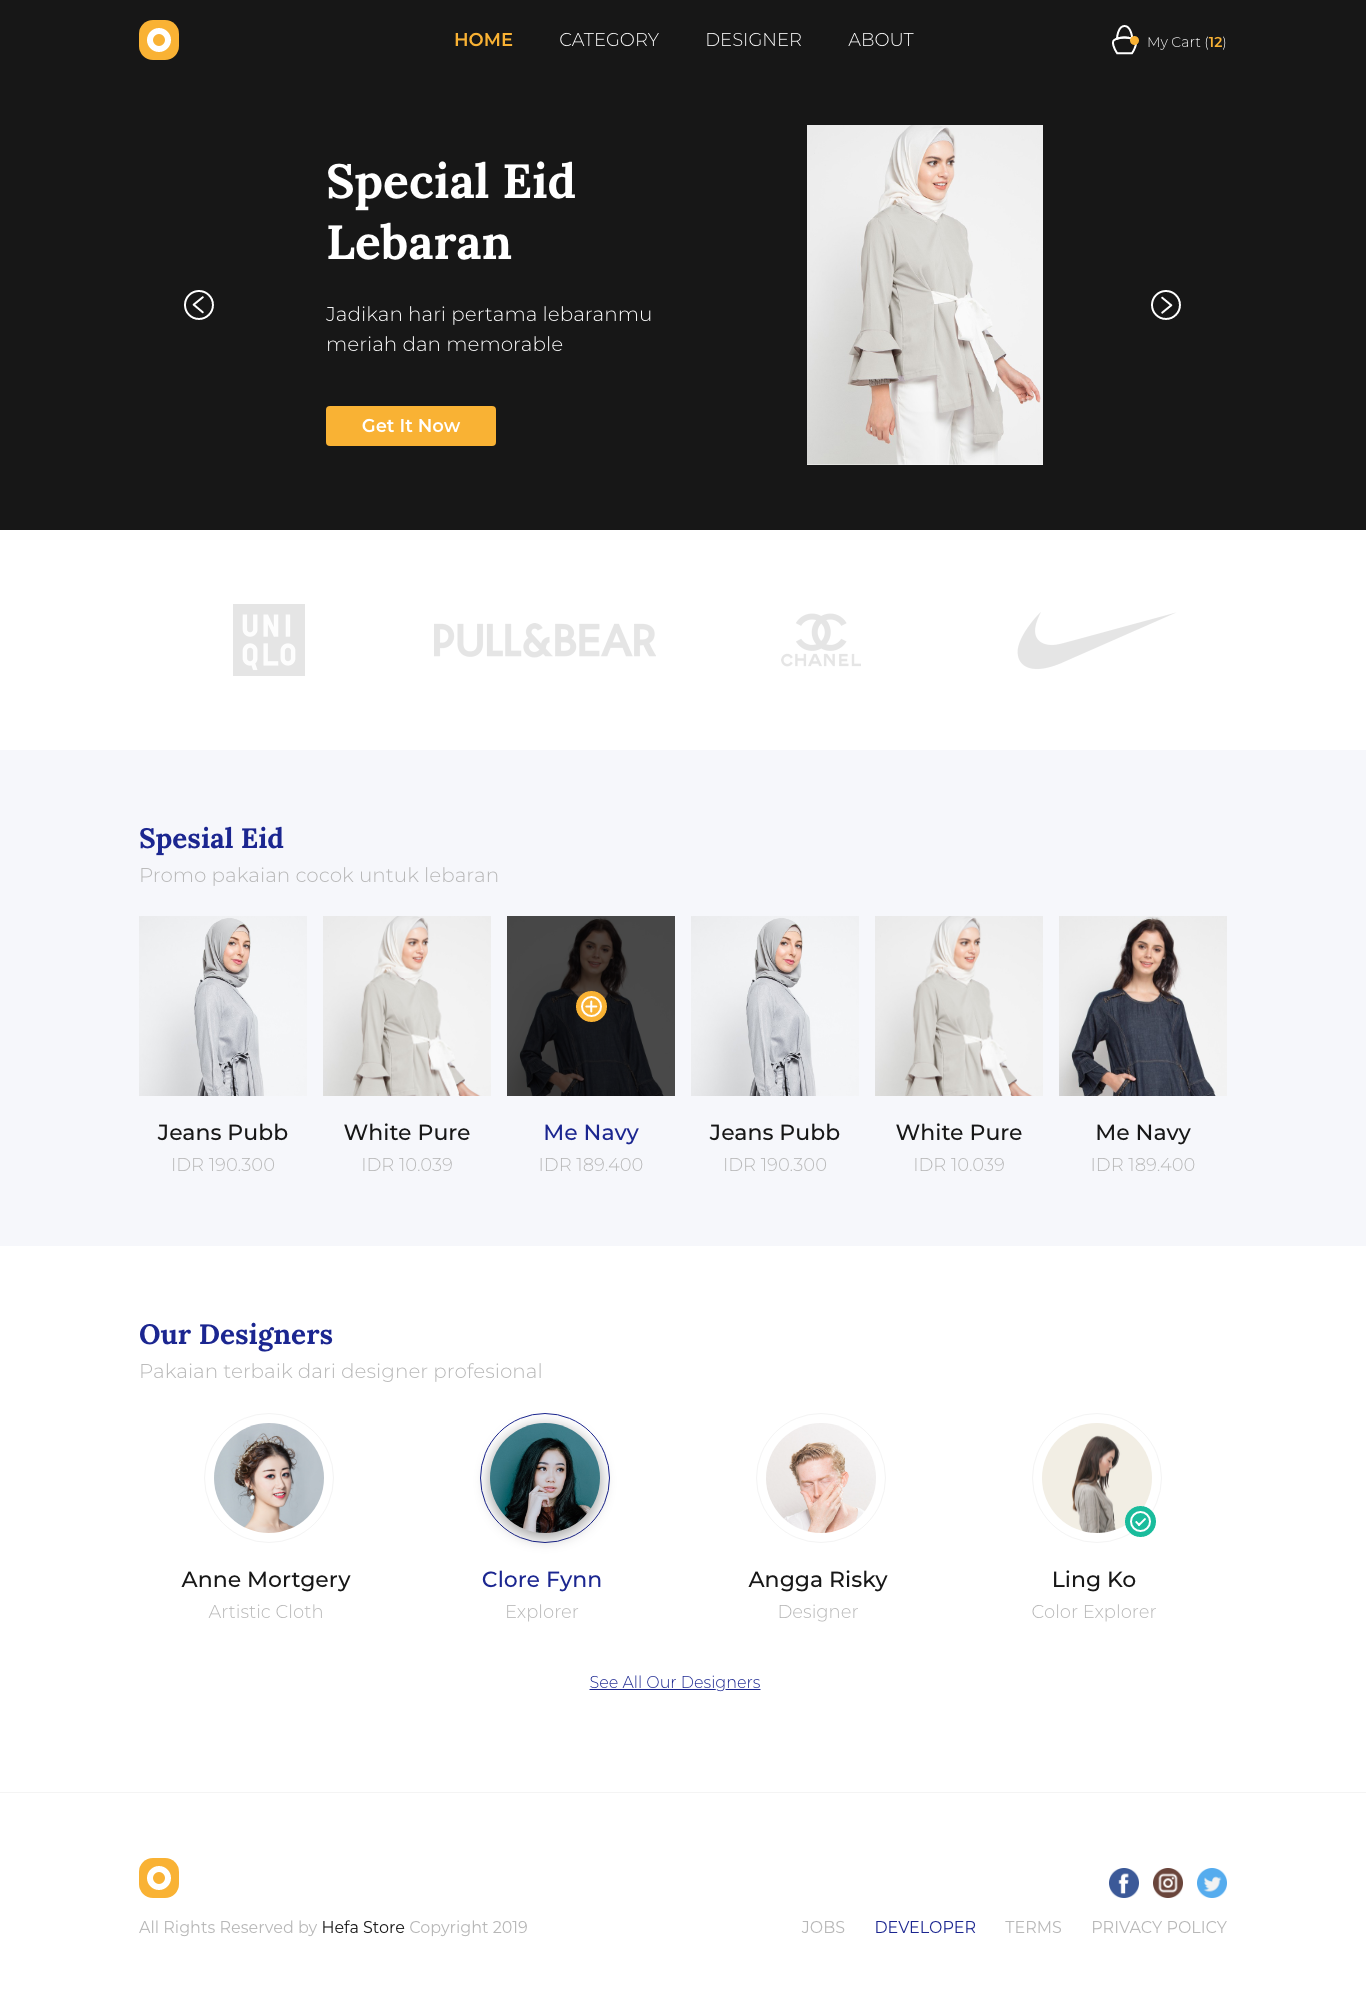 HOME CATEGORY DESIGNER ABOUT My Cart (12)
Special Eid
Lebaran
Jadikan hari pertama lebaranmu
meriah dan memorable
Get It Now
UNI
QLO
PULL&BEAR
CHANEL
Spesial Eid
Promo pakaian cocok untuk lebaran
Jeans Pubb White Pure Me Navy Jeans Pubb White Pure Me Navy
IDR 190.300 IDR 10.039 IDR 189.400 IDR 190.300 IDR 10.039 IDR 189.400
Our Designers
Pakaian terbaik dari designer profesional
Anne Mortgery Clore Fynn Angga Risky Ling Ko
Artistic Cloth Explorer Designer Color Explorer
See All Our Designers
All Rights Reserved by Hefa Store Copyright 2019 JOBS DEVELOPER TERMS PRIVACY POLICY